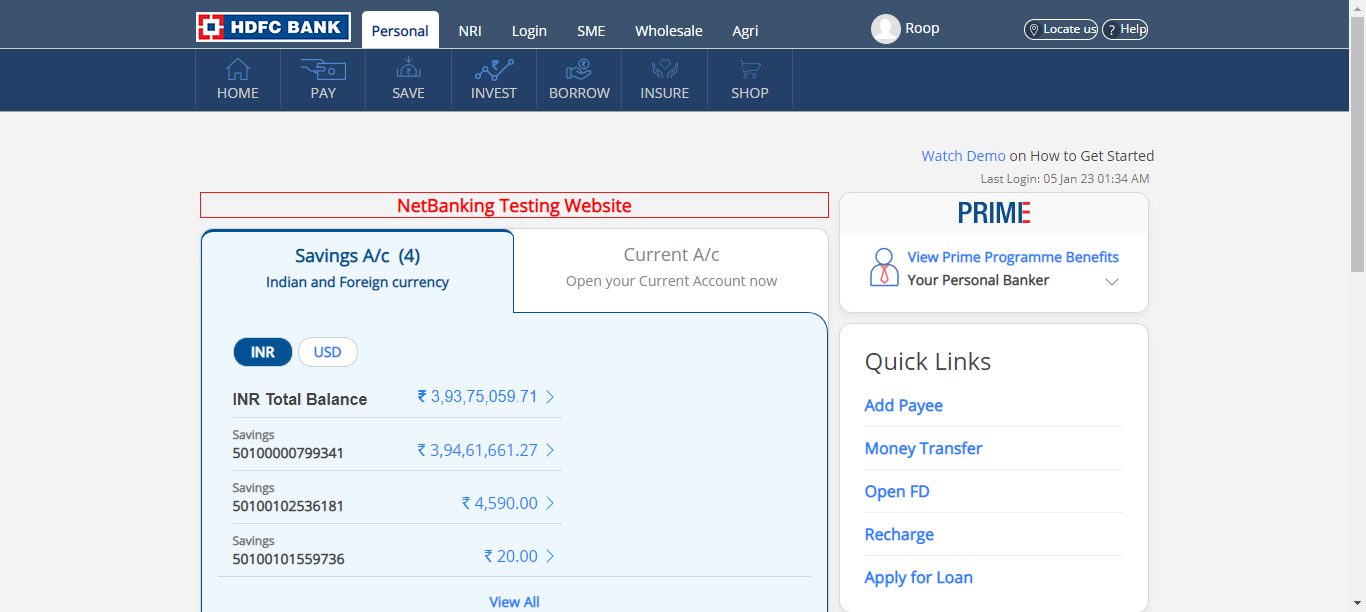 HDFC BANK
Personal NRI Login SME Wholesale Agri
Roop
Locate us
? Help
HOME PAY SAVE INVEST BORROW INSURE SHOP
Watch Demo on How to Get Started
Last Login: 05 Jan 23 01:34 AM
NetBanking Testing Website
Savings A/c (4)
Indian and Foreign currency
Current A/c
Open your Current Account now
INR USD
INR Total Balance ₹ 3,93,75,059.71
Savings
50100000799341 ₹ 3,94,61,661.27
Savings
50100102536181 ₹ 4,590.00
Savings
50100101559736 ₹ 20.00
View All
PRIME
View Prime Programme Benefits
Your Personal Banker
Quick Links
Add Payee
Money Transfer
Open FD
Recharge
Apply for Loan